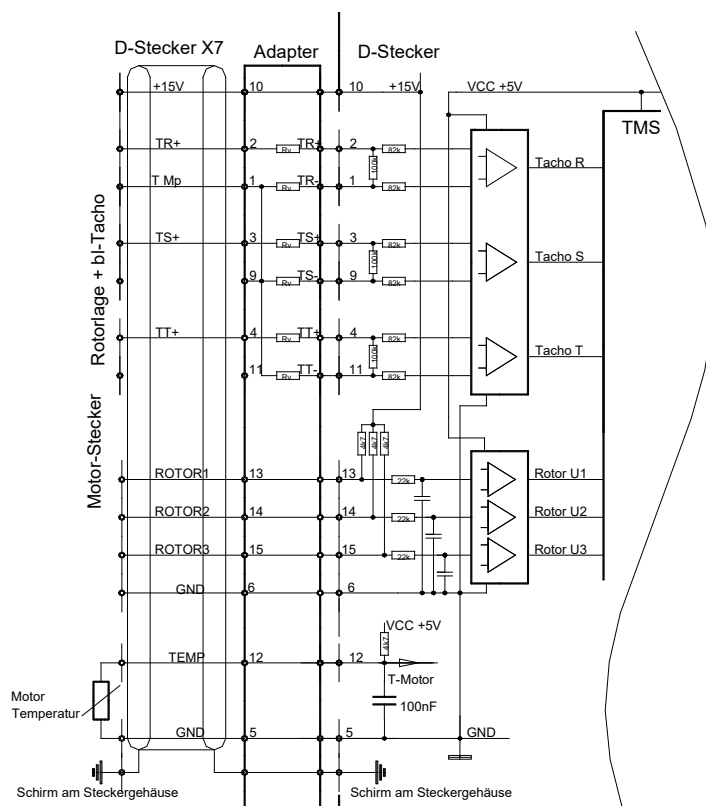 D-Stecker X7 Adapter D-Stecker
+15V 10 10 +15V VCC +5V
TMS
TR+ 2 Rv TR+ 2 82k
100k
Tacho R
T Mp 1 Rv TR- 1 82k
TS+ 3 Rv TS+ 3 82k
100k
Tacho S
9 Rv TS- 9 82k
TT+ 4 Rv TT+ 4 82k
100k
Tacho T
11 Rv TT- 11 82k
Rotorlage + bl-Tacho
Motor-Stecker
4k7 4k7 4k7
ROTOR1 13 13 22k Rotor U1
ROTOR2 14 14 22k Rotor U2
ROTOR3 15 15 22k Rotor U3
GND 6 6
VCC +5V
4k7
TEMP 12 12
T-Motor
Motor
Temperatur
100nF
GND 5 5 GND
Schirm am Steckergehäuse Schirm am Steckergehäuse